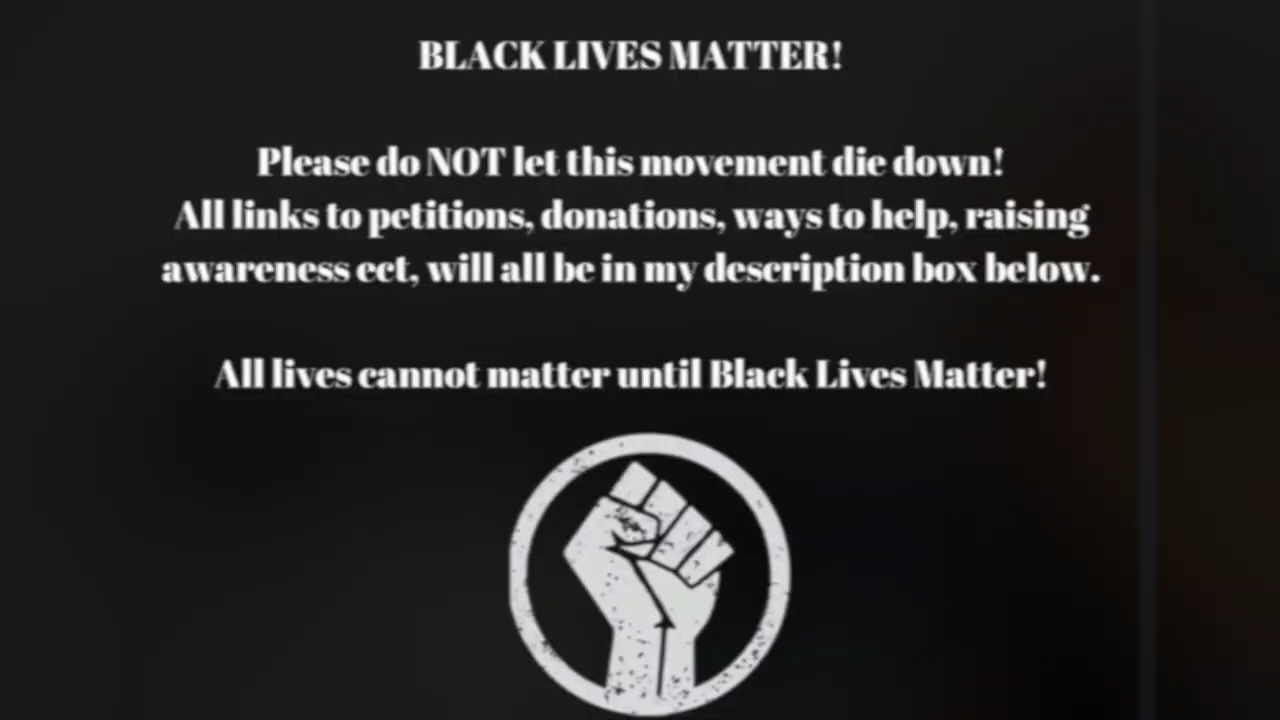 BLACK LIVES MATTER!
Please do NOT let this movement die down!
All links to petitions, donations, ways to help, raising
awareness ect, will all be in my description box below.
All lives cannot matter until Black Lives Matter!